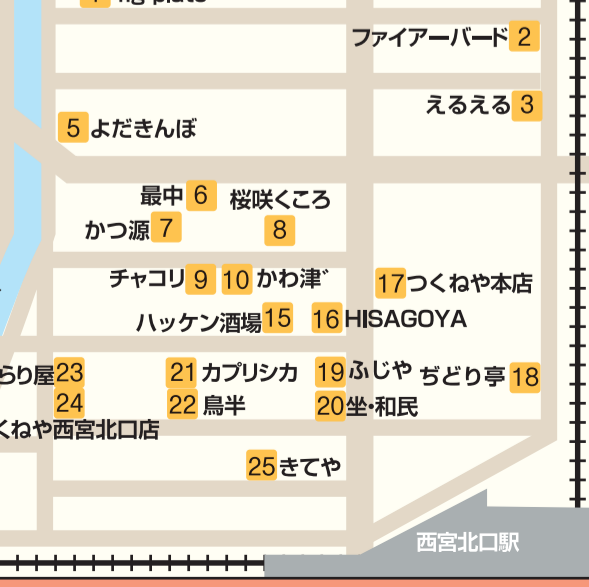 ファイアーバード 2
えるえる 3
5 よだきんぼ
最中 6
桜咲くころ
8
かつ源 7
チャコリ 9
10 かわ津゛
17 つくねや本店
ハッケン酒場 15
16 HISAGOYA
らり屋 23
21 カプリシカ
19 ふじや
ぢどり亭 18
24
くねや西宮北口店
22 鳥半
20 坐・和民
25 きてや
西宮北口駅